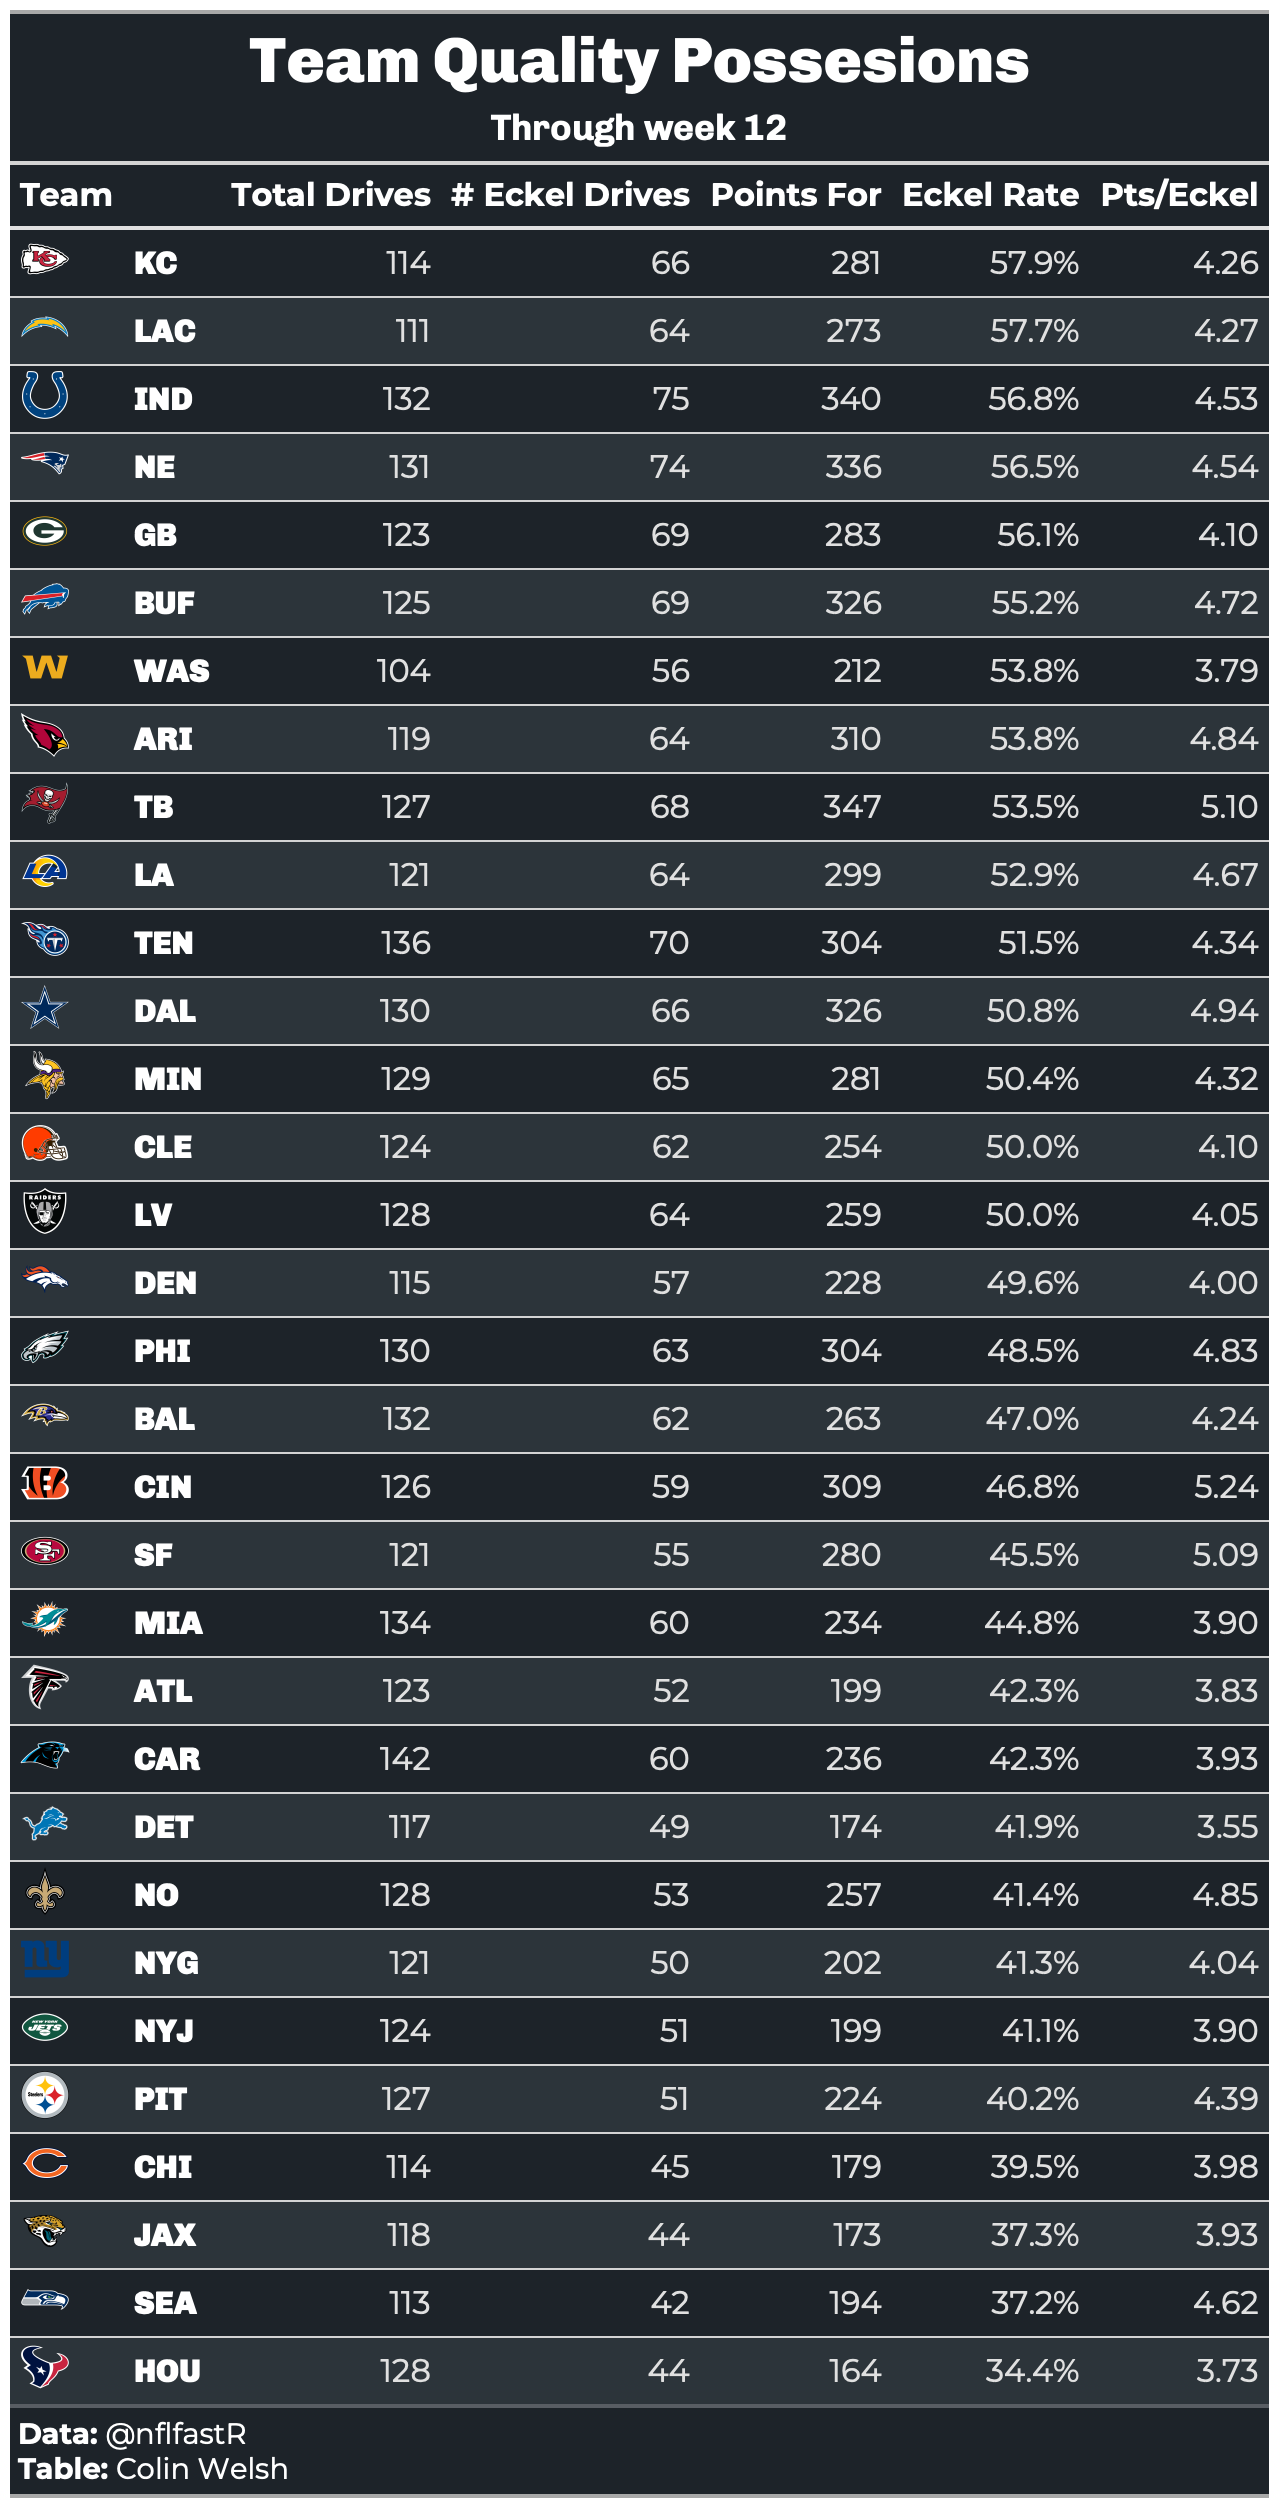 Team Quality Possesions
Through week 12
Team Total Drives # Eckel Drives Points For Eckel Rate Pts/Eckel
KC 114 66 281 57.9% 4.26
LAC 111 64 273 57.7% 4.27
IND 132 75 340 56.8% 4.53
NE 131 74 336 56.5% 4.54
GB 123 69 283 56.1% 4.10
BUF 125 69 326 55.2% 4.72
WAS 104 56 212 53.8% 3.79
ARI 119 64 310 53.8% 4.84
TB 127 68 347 53.5% 5.10
LA 121 64 299 52.9% 4.67
TEN 136 70 304 51.5% 4.34
DAL 130 66 326 50.8% 4.94
MIN 129 65 281 50.4% 4.32
CLE 124 62 254 50.0% 4.10
LV 128 64 259 50.0% 4.05
DEN 115 57 228 49.6% 4.00
PHI 130 63 304 48.5% 4.83
BAL 132 62 263 47.0% 4.24
CIN 126 59 309 46.8% 5.24
SF 121 55 280 45.5% 5.09
MIA 134 60 234 44.8% 3.90
ATL 123 52 199 42.3% 3.83
CAR 142 60 236 42.3% 3.93
DET 117 49 174 41.9% 3.55
NO 128 53 257 41.4% 4.85
NYG 121 50 202 41.3% 4.04
NYJ 124 51 199 41.1% 3.90
PIT 127 51 224 40.2% 4.39
CHI 114 45 179 39.5% 3.98
JAX 118 44 173 37.3% 3.93
SEA 113 42 194 37.2% 4.62
HOU 128 44 164 34.4% 3.73
Data: @nflfastR
Table: Colin Welsh